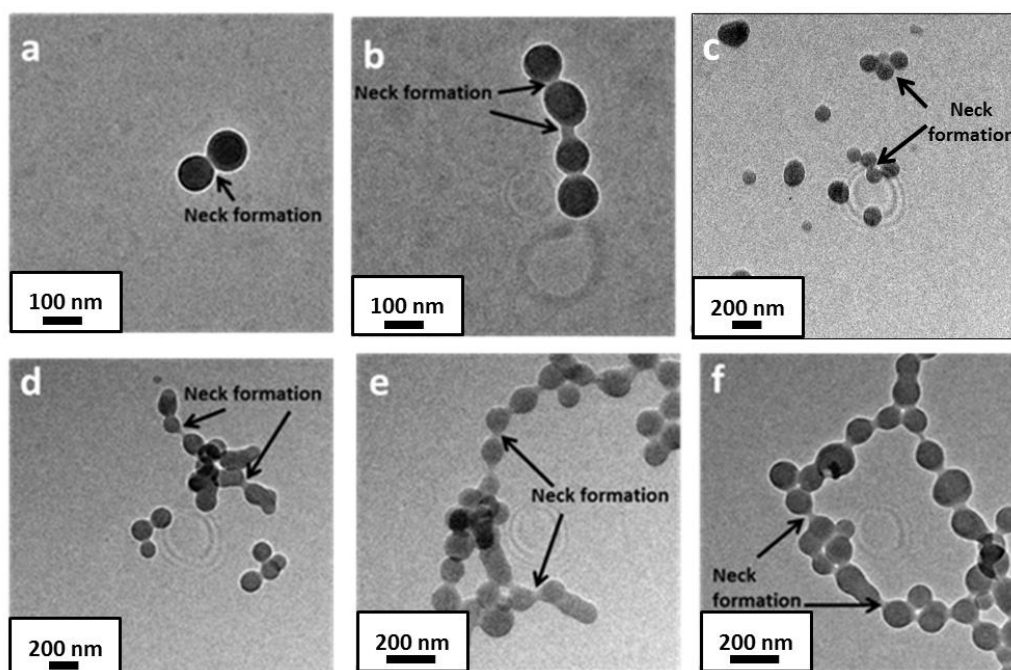 a
Neck formation
100 nm
b
Neck formation
100 nm
c
Neck
formation
200 nm
d
Neck formation
200 nm
e
Neck formation
200 nm
f
Neck
formation
200 nm